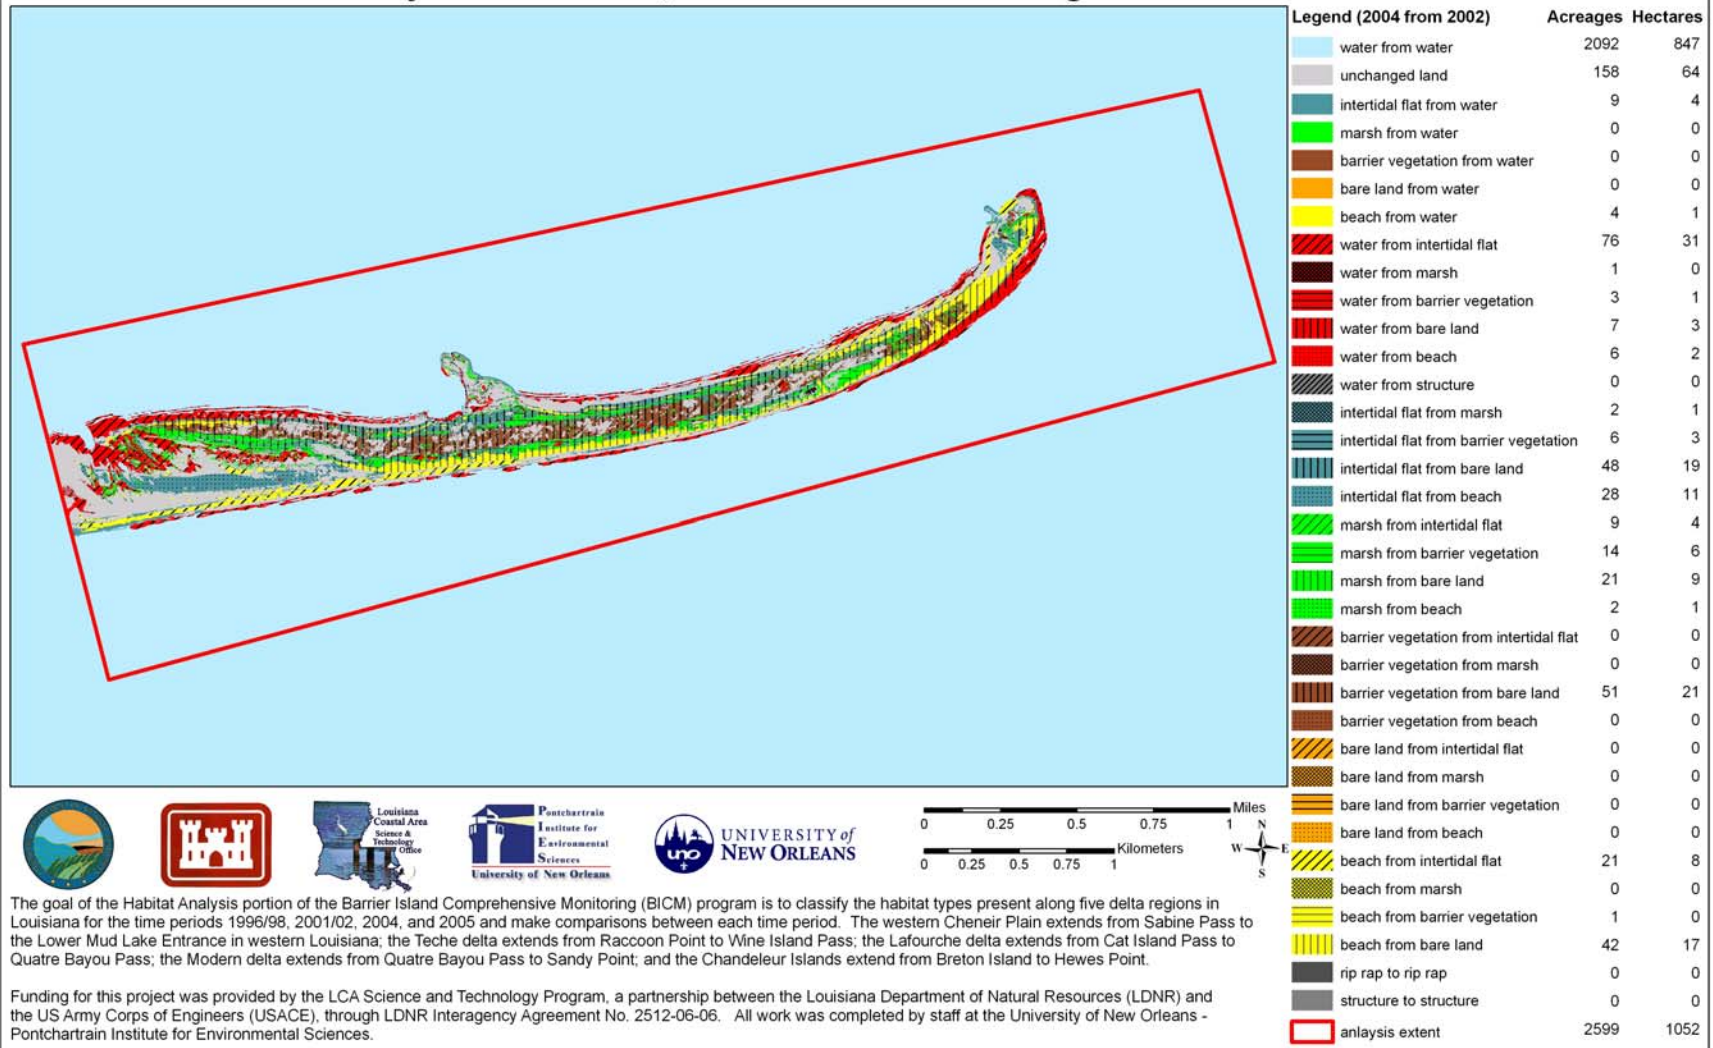 Legend (2004 from 2002) Acreages Hectares
water from water 2092 847
unchanged land 158 64
intertidal flat from water 9 4
marsh from water 0 0
barrier vegetation from water 0 0
bare land from water 0 0
beach from water 4 1
water from intertidal flat 76 31
water from marsh 1 0
water from barrier vegetation 3 1
water from bare land 7 3
water from beach 6 2
water from structure 0 0
intertidal flat from marsh 2 1
intertidal flat from barrier vegetation 6 3
intertidal flat from bare land 48 19
intertidal flat from beach 28 11
marsh from intertidal flat 9 4
marsh from barrier vegetation 14 6
marsh from bare land 21 9
marsh from beach 2 1
barrier vegetation from intertidal flat 0 0
barrier vegetation from marsh 0 0
barrier vegetation from bare land 51 21
barrier vegetation from beach 0 0
bare land from intertidal flat 0 0
bare land from marsh 0 0
bare land from barrier vegetation 0 0
bare land from beach 0 0
beach from intertidal flat 21 8
beach from marsh 0 0
beach from barrier vegetation 1 0
beach from bare land 42 17
rip rap to rip rap 0 0
structure to structure 0 0
anlaysis extent 2599 1052
Louisiana
Coastal Area
Science &
Technology
Office
Pontchartrain
Institute for
Environmental
Sciences
University of New Orleans
uno
UNIVERSITY of
NEW ORLEANS
Miles
0 0.25 0.5 0.75 1
Kilometers
0 0.25 0.5 0.75 1
N
W E
S
The goal of the Habitat Analysis portion of the Barrier Island Comprehensive Monitoring (BICM) program is to classify the habitat types present along five delta regions in
Louisiana for the time periods 1996/98, 2001/02, 2004, and 2005 and make comparisons between each time period. The western Cheneir Plain extends from Sabine Pass to
the Lower Mud Lake Entrance in western Louisiana; the Teche delta extends from Raccoon Point to Wine Island Pass; the Lafourche delta extends from Cat Island Pass to
Quatre Bayou Pass; the Modern delta extends from Quatre Bayou Pass to Sandy Point; and the Chandeleur Islands extend from Breton Island to Hewes Point.
Funding for this project was provided by the LCA Science and Technology Program, a partnership between the Louisiana Department of Natural Resources (LDNR) and
the US Army Corps of Engineers (USACE), through LDNR Interagency Agreement No. 2512-06-06. All work was completed by staff at the University of New Orleans -
Pontchartrain Institute for Environmental Sciences.